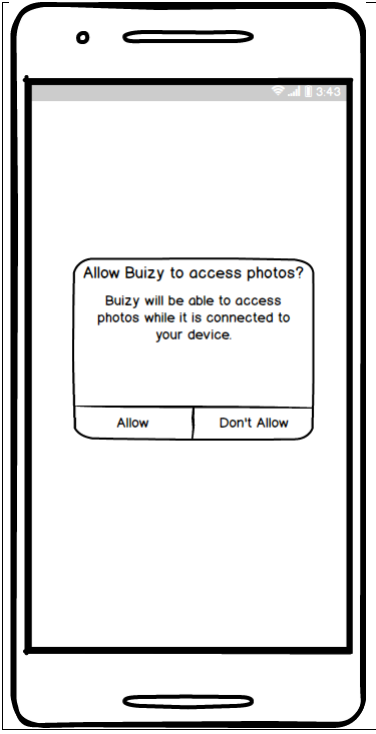 3:43
Allow Buizy to access photos?
Buizy will be able to access
photos while it is connected to
your device.
Allow
Don't Allow